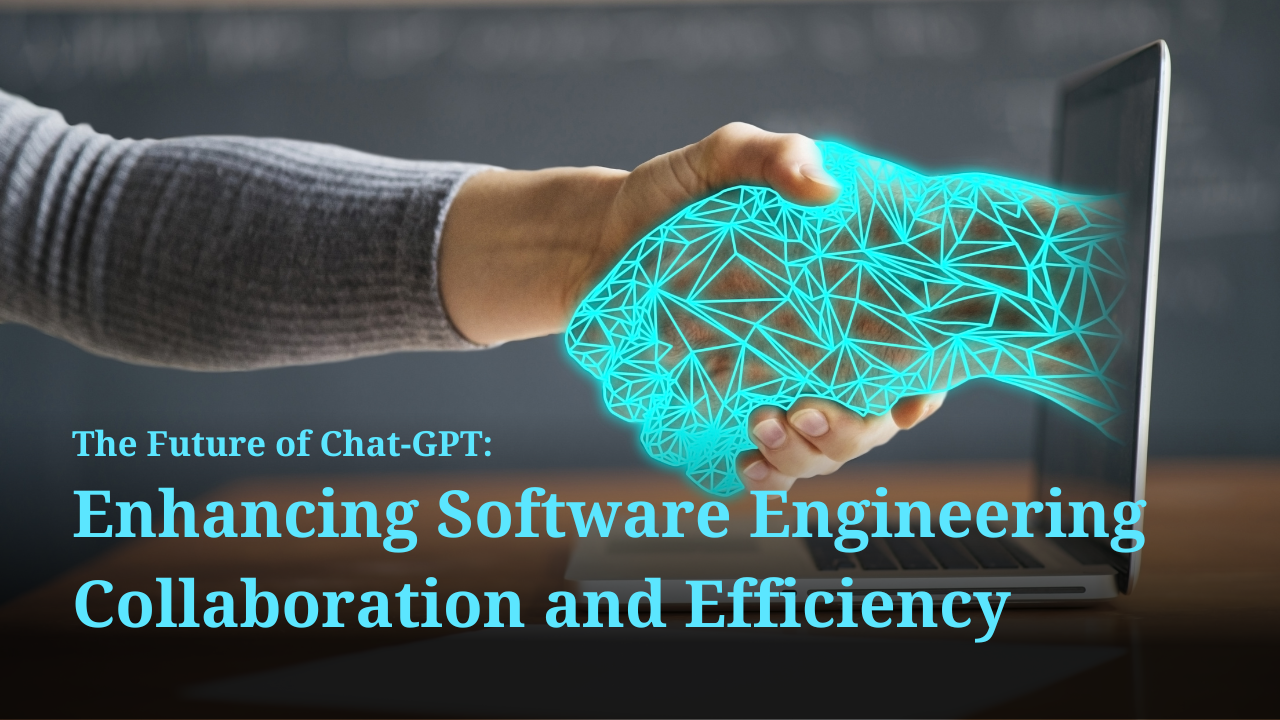 The Future of Chat-GPT:
Enhancing Software Engineering
Collaboration and Efficiency